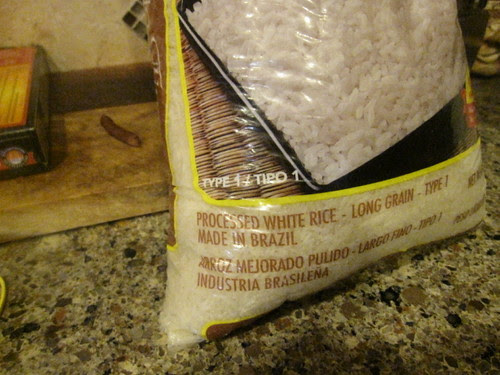 TYPE 1 / TIPO 1
PROCESSED WHITE RICE - LONG GRAIN - TYPE 1
MADE IN BRAZIL
ARROZ MEJORADO PULIDO - LARGO FINO - TIPO 1
INDUSTRIA BRASILEÑA